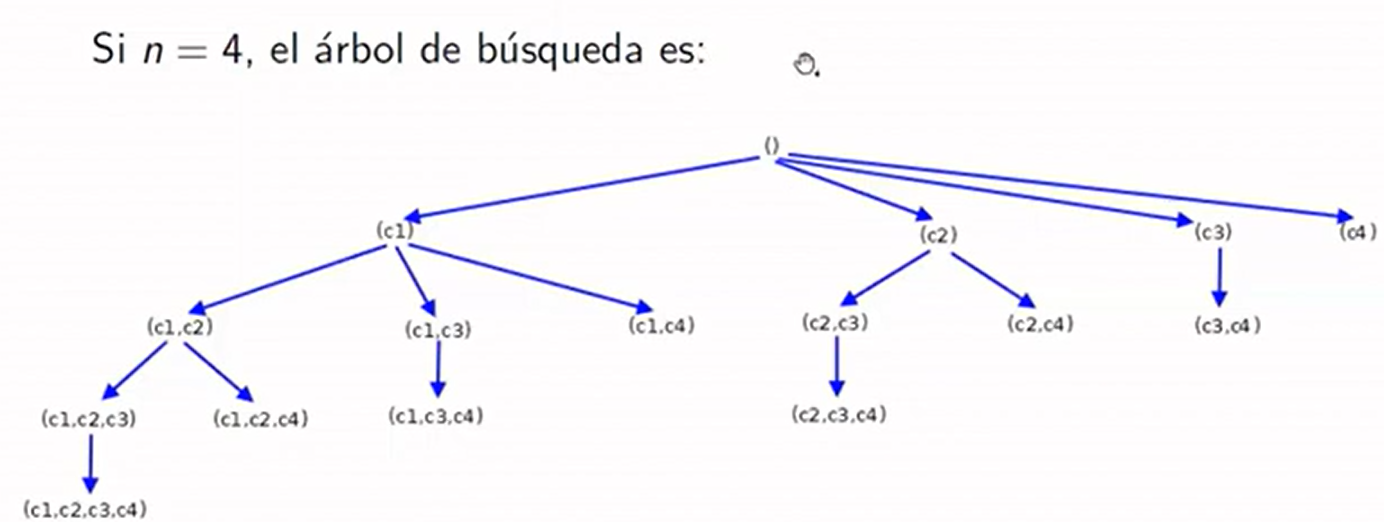 Si n = 4, el árbol de búsqueda es:
()
(c1) (c2) (c3) (c4)
(c1,c2) (c1,c3) (c1,c4) (c2,c3) (c2,c4) (c3,c4)
(c1,c2,c3) (c1,c2,c4) (c1,c3,c4) (c2,c3,c4)
(c1,c2,c3,c4)